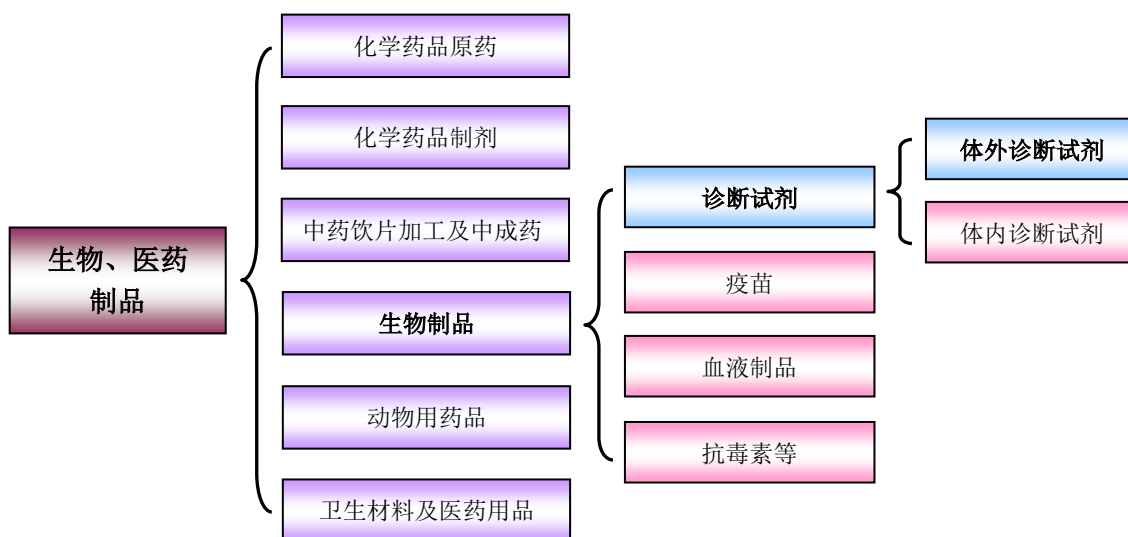 生物、医药
制品
化学药品原药
化学药品制剂
中药饮片加工及中成药
生物制品
动物用药品
卫生材料及医药用品
诊断试剂
疫苗
血液制品
抗毒素等
体外诊断试剂
体内诊断试剂